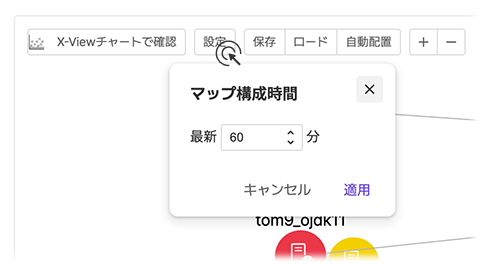 X-Viewチャートで確認 設定 保存 ロード 自動配置 + −
マップ構成時間 ×
最新 60 分
キャンセル 適用
tom9_ojdk11